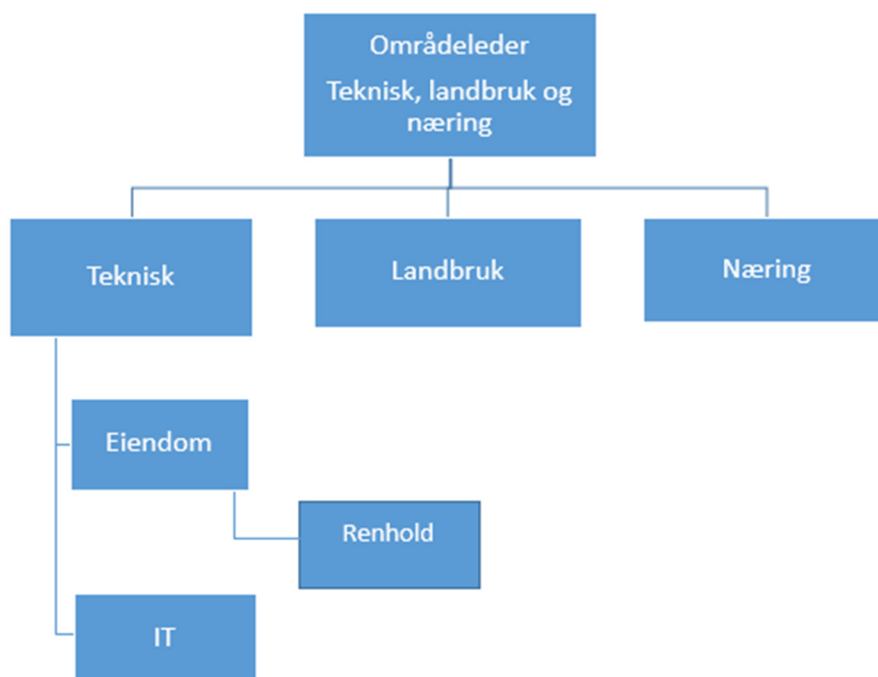 Områdeleder
Teknisk, landbruk og
næring
Teknisk
Landbruk
Næring
Eiendom
Renhold
IT